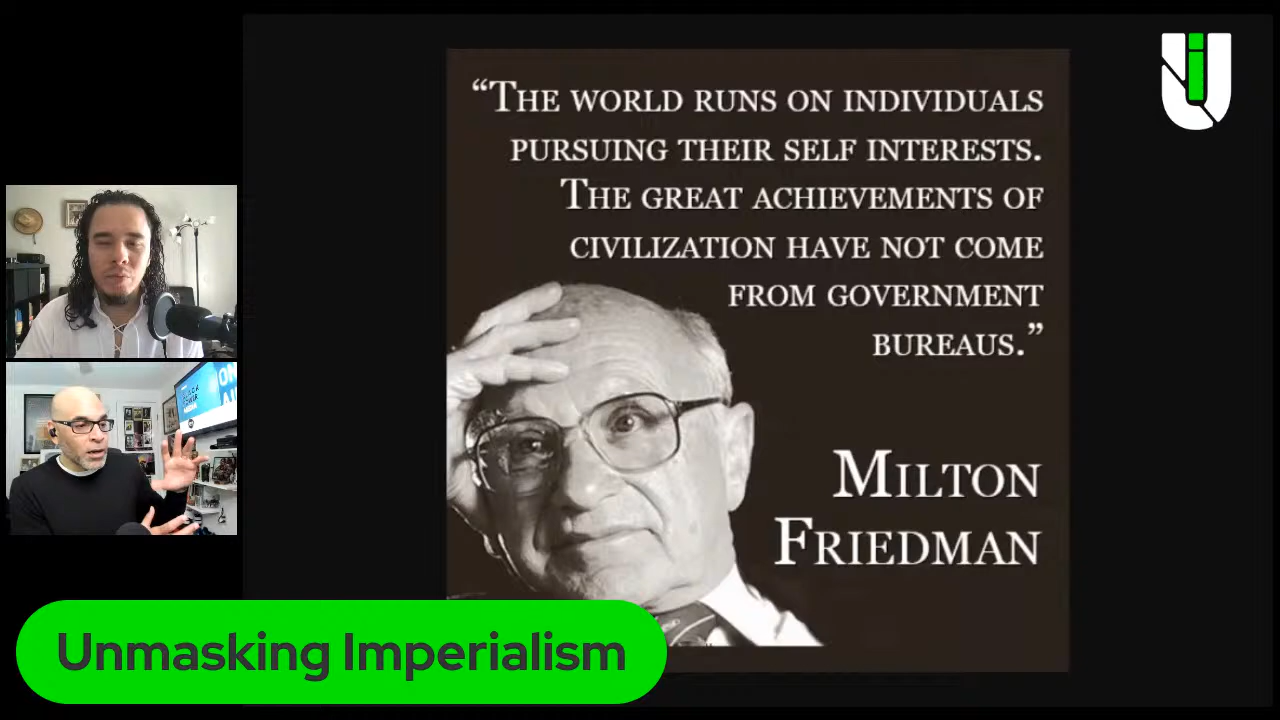 “THE WORLD RUNS ON INDIVIDUALS
PURSUING THEIR SELF INTERESTS.
THE GREAT ACHIEVEMENTS OF
CIVILIZATION HAVE NOT COME
FROM GOVERNMENT
BUREAUS.”
MILTON
FRIEDMAN
Unmasking Imperialism